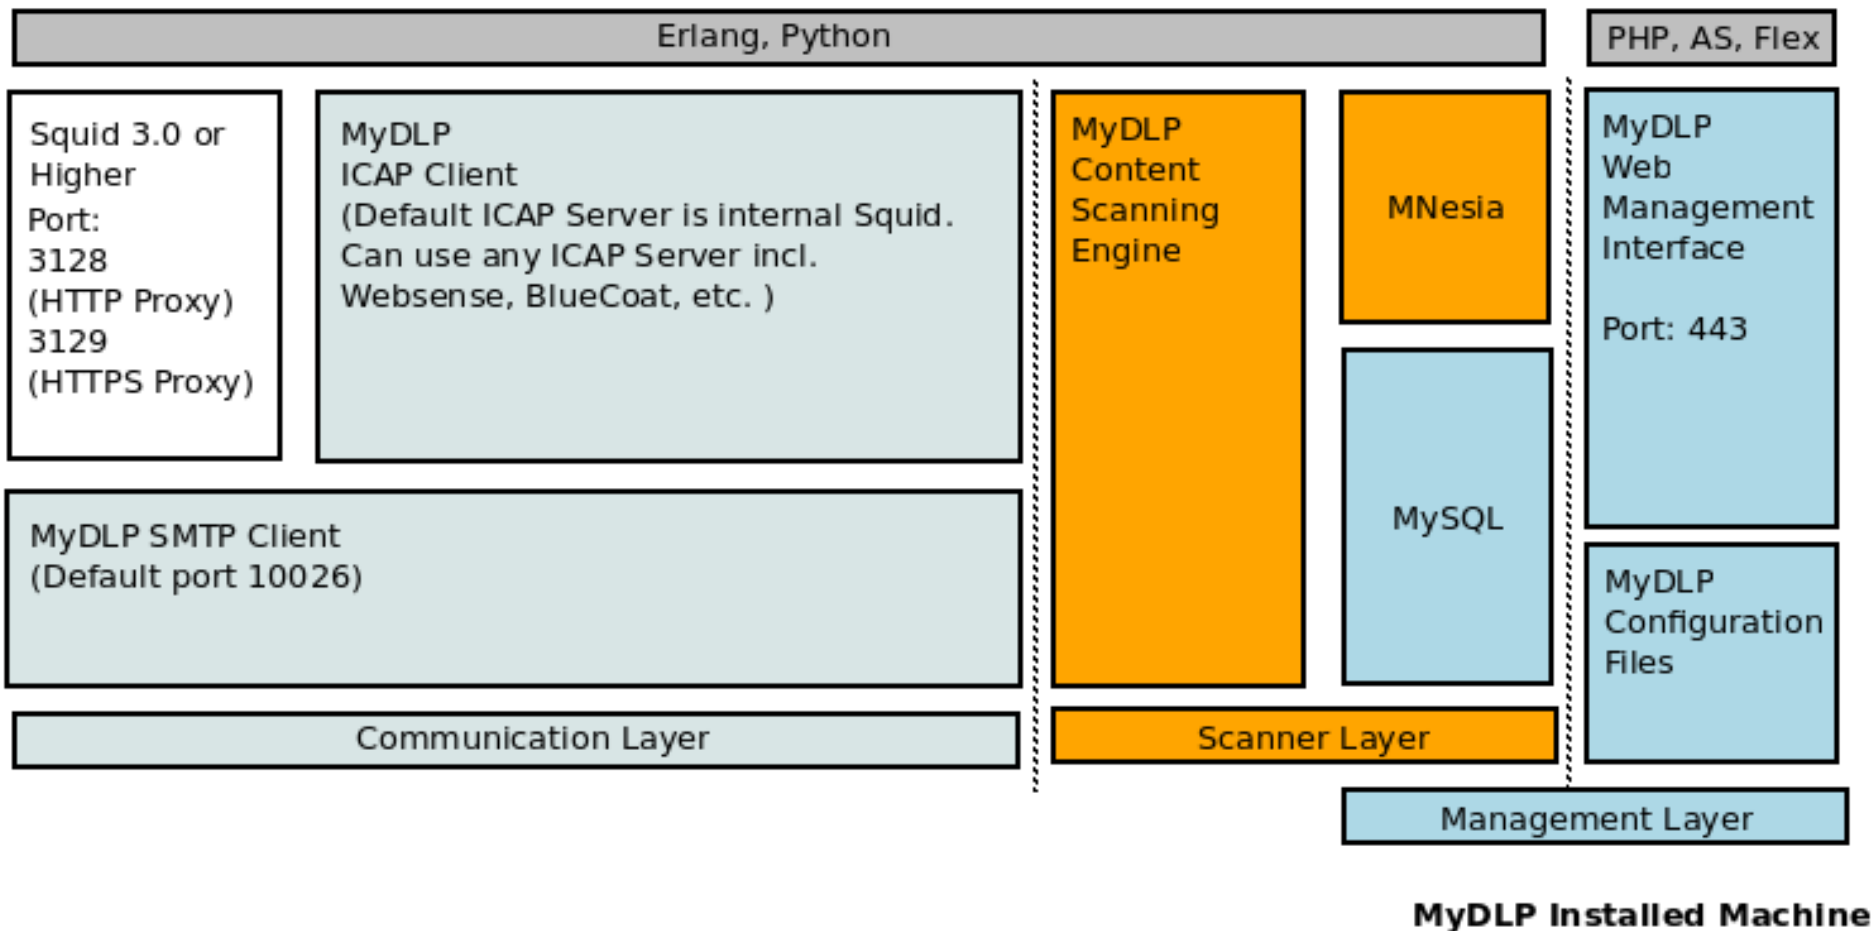 Erlang, Python
PHP, AS, Flex
Squid 3.0 or
Higher
Port:
3128
(HTTP Proxy)
3129
(HTTPS Proxy)
MyDLP
ICAP Client
(Default ICAP Server is internal Squid.
Can use any ICAP Server incl.
Websense, BlueCoat, etc. )
MyDLP SMTP Client
(Default port 10026)
Communication Layer
MyDLP
Content
Scanning
Engine
MNesia
MySQL
Scanner Layer
MyDLP
Web
Management
Interface
Port: 443
MyDLP
Configuration
Files
Management Layer
MyDLP Installed Machine